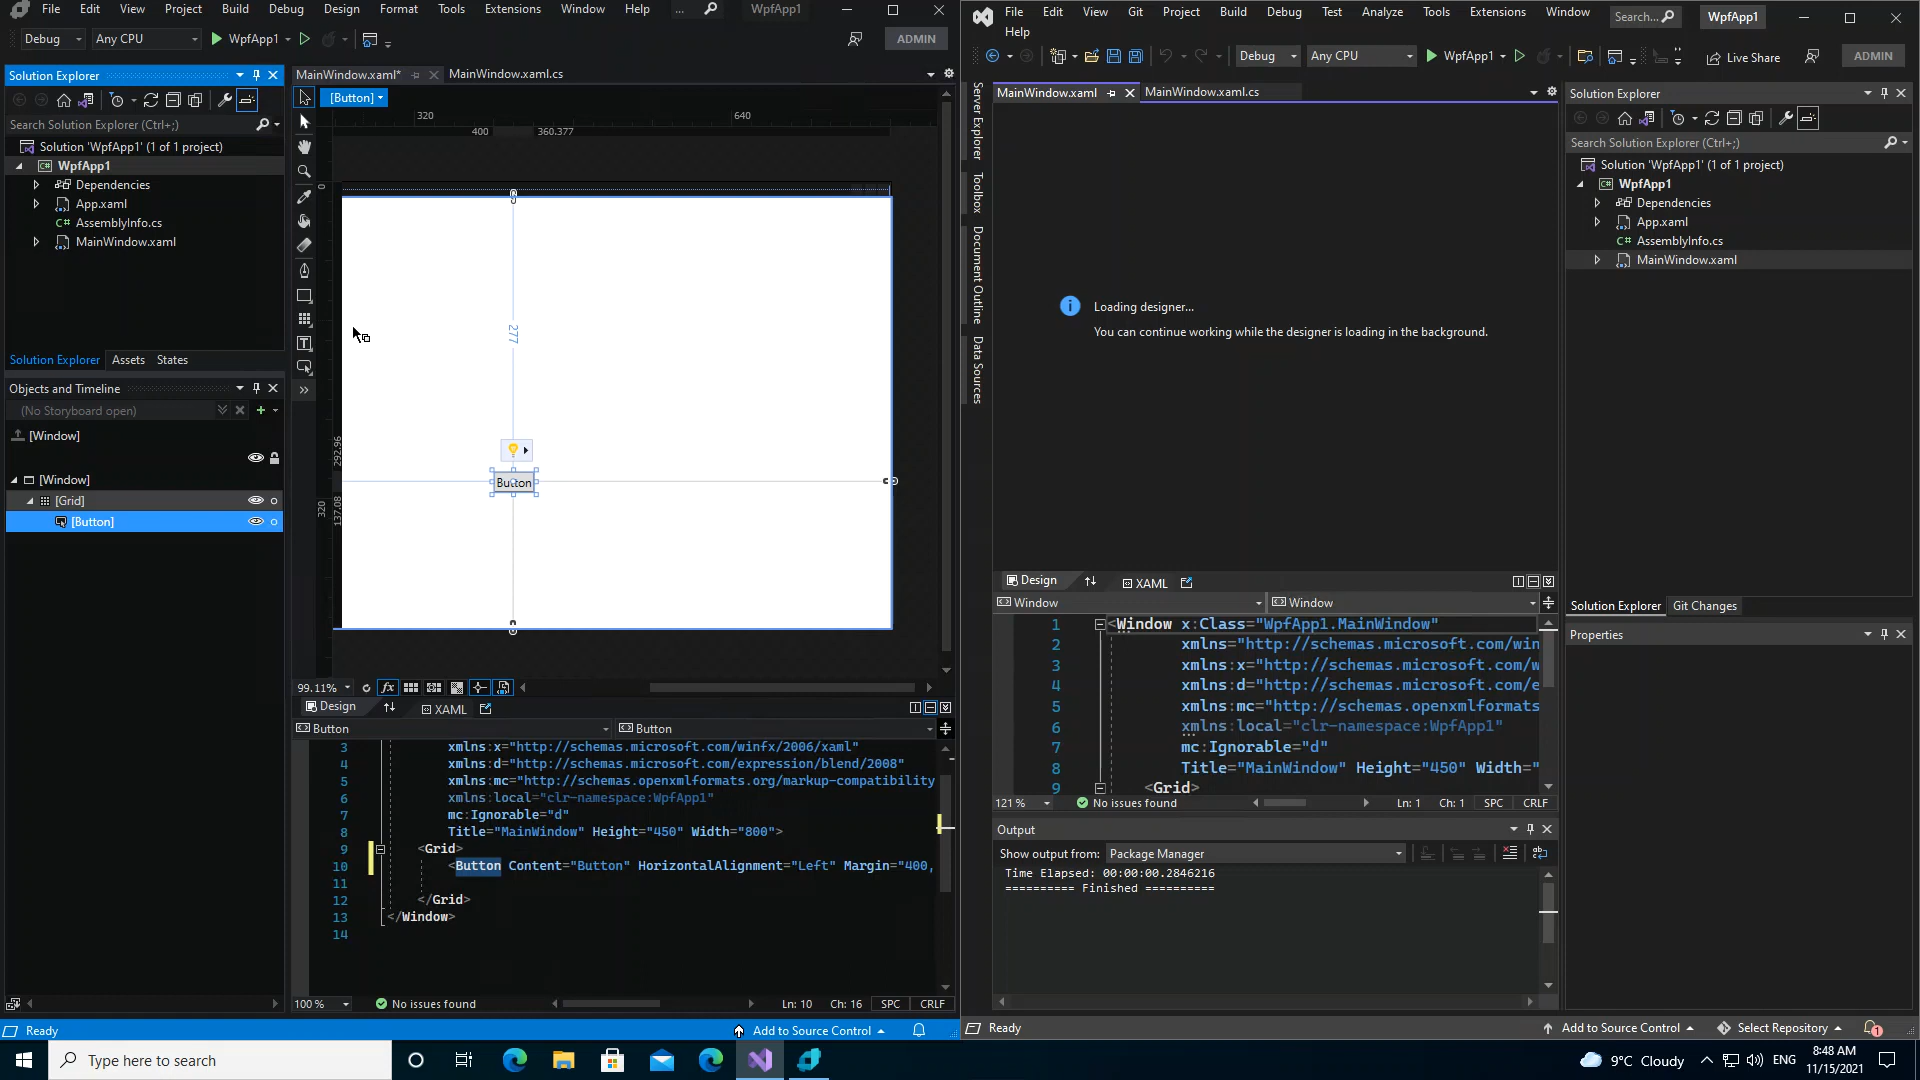 File Edit View Project Build Debug Design Format Tools Extensions Window Help ... WpfApp1
Debug Any CPU WpfApp1 ADMIN
Solution Explorer
Search Solution Explorer (Ctrl+;)
Solution 'WpfApp1' (1 of 1 project)
WpfApp1
Dependencies
App.xaml
AssemblyInfo.cs
MainWindow.xaml
Solution Explorer Assets States
Objects and Timeline
(No Storyboard open)
[Window]
[Window]
[Grid]
[Button]
MainWindow.xaml* MainWindow.xaml.cs
[Button]
320 640
400 360.377
0
277
292.96
320
137.08
Button
99.11%
Design XAML
Button Button
3 xmlns:x="http://schemas.microsoft.com/winfx/2006/xaml"
4 xmlns:d="http://schemas.microsoft.com/expression/blend/2008"
5 xmlns:mc="http://schemas.openxmlformats.org/markup-compatibility
6 xmlns:local="clr-namespace:WpfApp1"
7 mc:Ignorable="d"
8 Title="MainWindow" Height="450" Width="800">
9 <Grid>
10 <Button Content="Button" HorizontalAlignment="Left" Margin="400,
11
12 </Grid>
13 </Window>
14
100 % No issues found Ln: 10 Ch: 16 SPC CRLF
Ready Add to Source Control
File Edit View Git Project Build Debug Test Analyze Tools Extensions Window Search... WpfApp1
Help
Debug Any CPU WpfApp1 Live Share ADMIN
Server Explorer
Toolbox
Document Outline
Data Sources
MainWindow.xaml MainWindow.xaml.cs
Loading designer...
You can continue working while the designer is loading in the background.
Design XAML
Window Window
1 <Window x:Class="WpfApp1.MainWindow"
2 xmlns="http://schemas.microsoft.com/win
3 xmlns:x="http://schemas.microsoft.com/w
4 xmlns:d="http://schemas.microsoft.com/e
5 xmlns:mc="http://schemas.openxmlformats
6 xmlns:local="clr-namespace:WpfApp1"
7 mc:Ignorable="d"
8 Title="MainWindow" Height="450" Width="
9 <Grid>
121 % No issues found Ln: 1 Ch: 1 SPC CRLF
Output
Show output from: Package Manager
Time Elapsed: 00:00:00.2846216
========== Finished ==========
Solution Explorer
Search Solution Explorer (Ctrl+;)
Solution 'WpfApp1' (1 of 1 project)
WpfApp1
Dependencies
App.xaml
AssemblyInfo.cs
MainWindow.xaml
Solution Explorer Git Changes
Properties
Ready Add to Source Control Select Repository 1
Type here to search
9°C Cloudy ENG 8:48 AM
11/15/2021